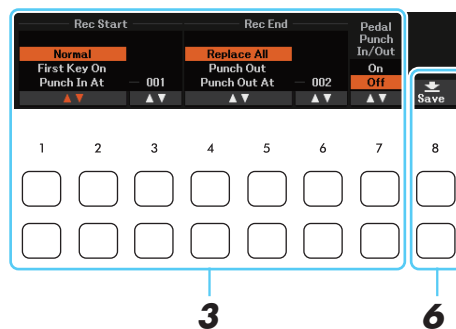 Rec Start
Rec End
Pedal
Punch
In/Out
Normal
First Key On
Punch In At
001
Replace All
Punch Out
Punch Out At
002
On
Off
Save
1 2 3 4 5 6 7 8
3
6